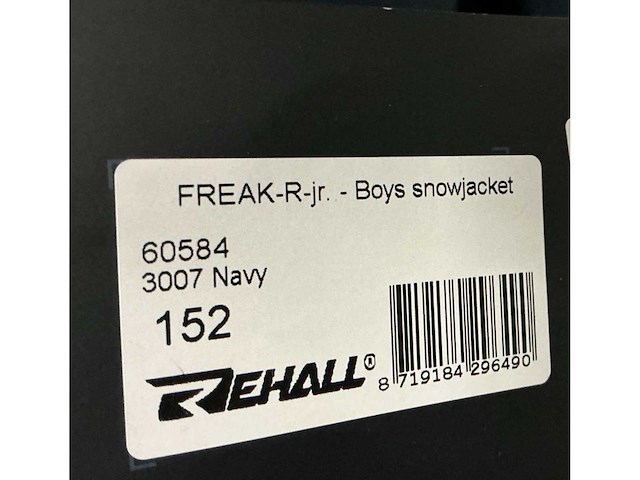 FREAK-R-jr. - Boys snowjacket
60584
3007 Navy
152
REHALL®
8 719184 296490